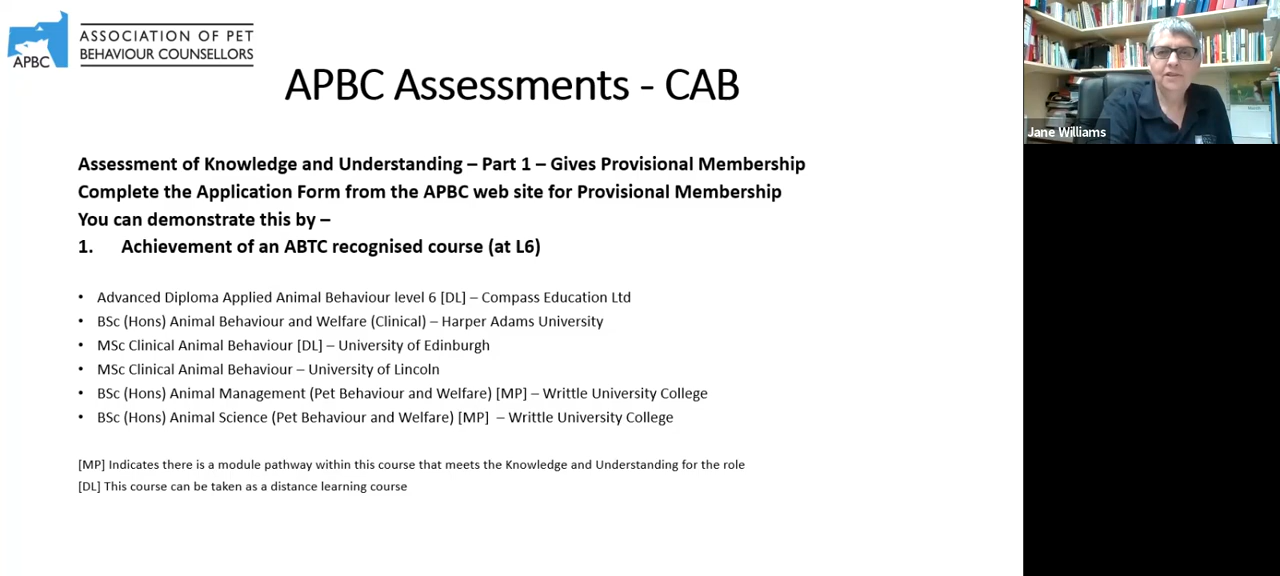 ASSOCIATION OF PET
BEHAVIOUR COUNSELLORS
APBC
APBC Assessments - CAB
Jane Williams
Assessment of Knowledge and Understanding – Part 1 – Gives Provisional Membership
Complete the Application Form from the APBC web site for Provisional Membership
You can demonstrate this by –
1. Achievement of an ABTC recognised course (at L6)
• Advanced Diploma Applied Animal Behaviour level 6 [DL] – Compass Education Ltd
• BSc (Hons) Animal Behaviour and Welfare (Clinical) – Harper Adams University
• MSc Clinical Animal Behaviour [DL] – University of Edinburgh
• MSc Clinical Animal Behaviour – University of Lincoln
• BSc (Hons) Animal Management (Pet Behaviour and Welfare) [MP] – Writtle University College
• BSc (Hons) Animal Science (Pet Behaviour and Welfare) [MP] – Writtle University College
[MP] Indicates there is a module pathway within this course that meets the Knowledge and Understanding for the role
[DL] This course can be taken as a distance learning course